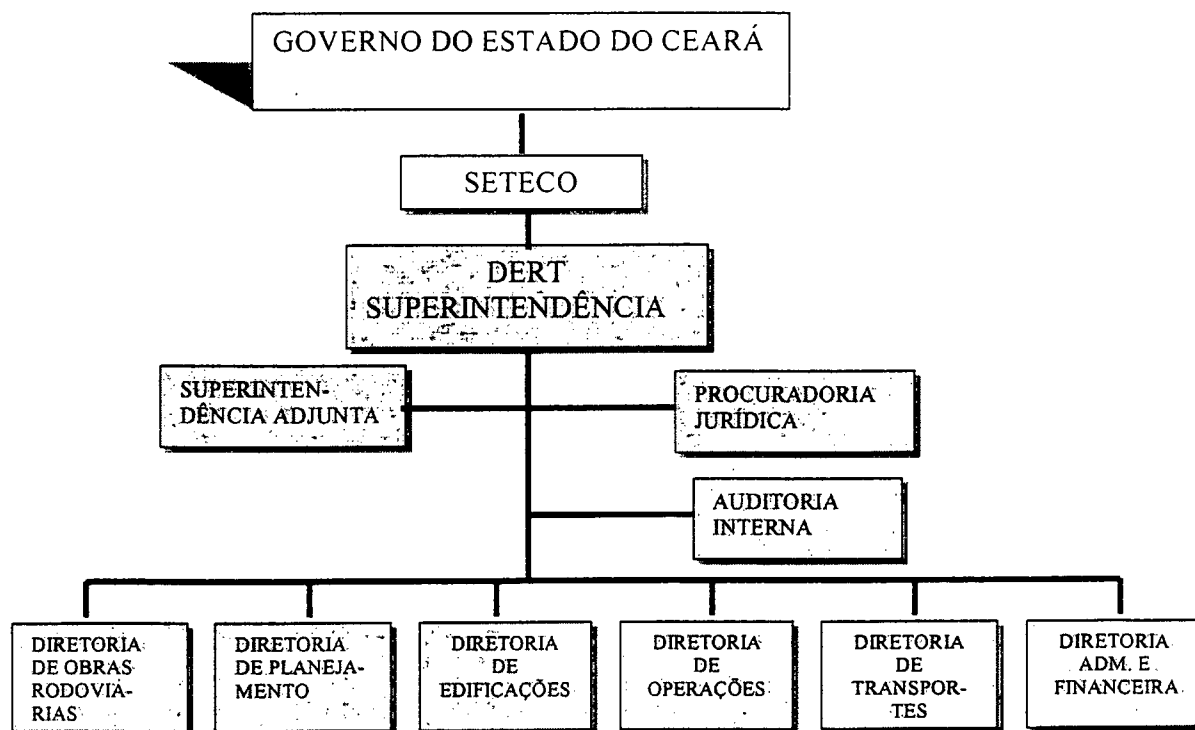 GOVERNO DO ESTADO DO CEARÁ
SETECO
DERT
SUPERINTENDÊNCIA
SUPERINTEN-
DÊNCIA ADJUNTA
PROCURADORIA
JURÍDICA
AUDITORIA
INTERNA
DIRETORIA
DE OBRAS
RODOVIÁ-
RIAS
DIRETORIA
DE PLANEJA-
MENTO
DIRETORIA
DE
EDIFICAÇÕES
DIRETORIA
DE
OPERAÇÕES
DIRETORIA
DE
TRANSPOR-
TES
DIRETORIA
ADM. E
FINANCEIRA